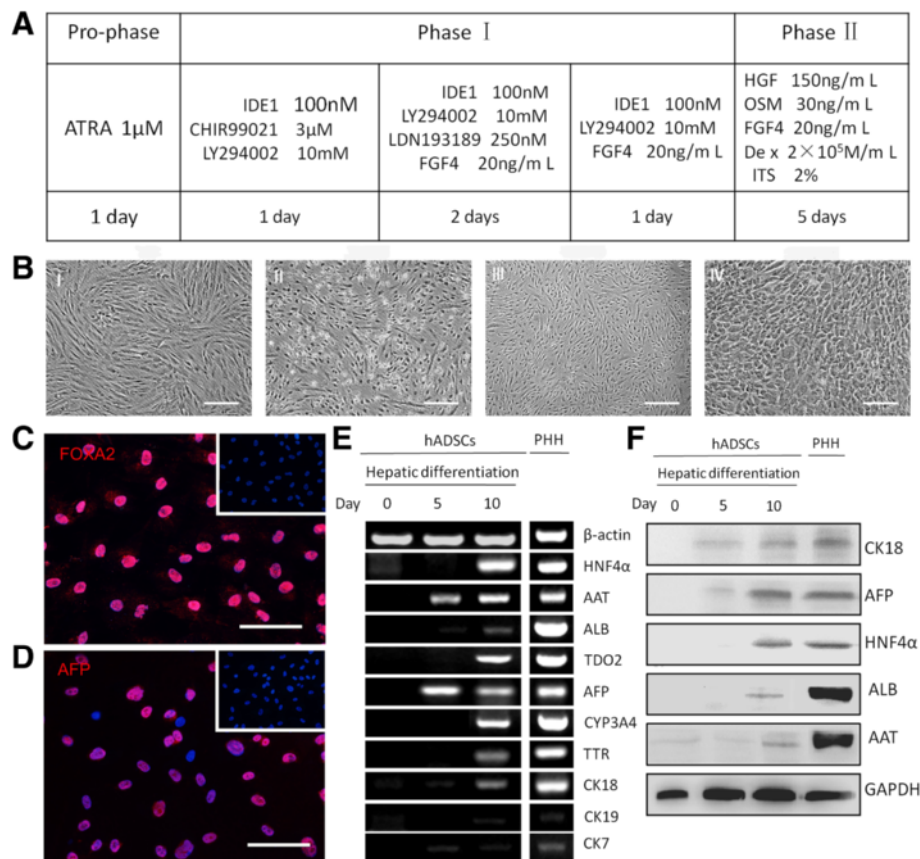 A
Pro-phase Phase Ⅰ Phase Ⅱ
ATRA 1μM
IDE1 100nM
CHIR99021 3μM
LY294002 10mM
IDE1 100nM
LY294002 10mM
LDN193189 250nM
FGF4 20ng/m L
IDE1 100nM
LY294002 10mM
FGF4 20ng/m L
HGF 150ng/m L
OSM 30ng/m L
FGF4 20ng/m L
De x 2×10⁵M/m L
ITS 2%
1 day 1 day 2 days 1 day 5 days
B
I II III IV
C
FOXA2
D
AFP
E
hADSCs PHH
Hepatic differentiation
Day 0 5 10
β-actin
HNF4α
AAT
ALB
TDO2
AFP
CYP3A4
TTR
CK18
CK19
CK7
F
hADSCs PHH
Hepatic differentiation
Day 0 5 10
CK18
AFP
HNF4α
ALB
AAT
GAPDH